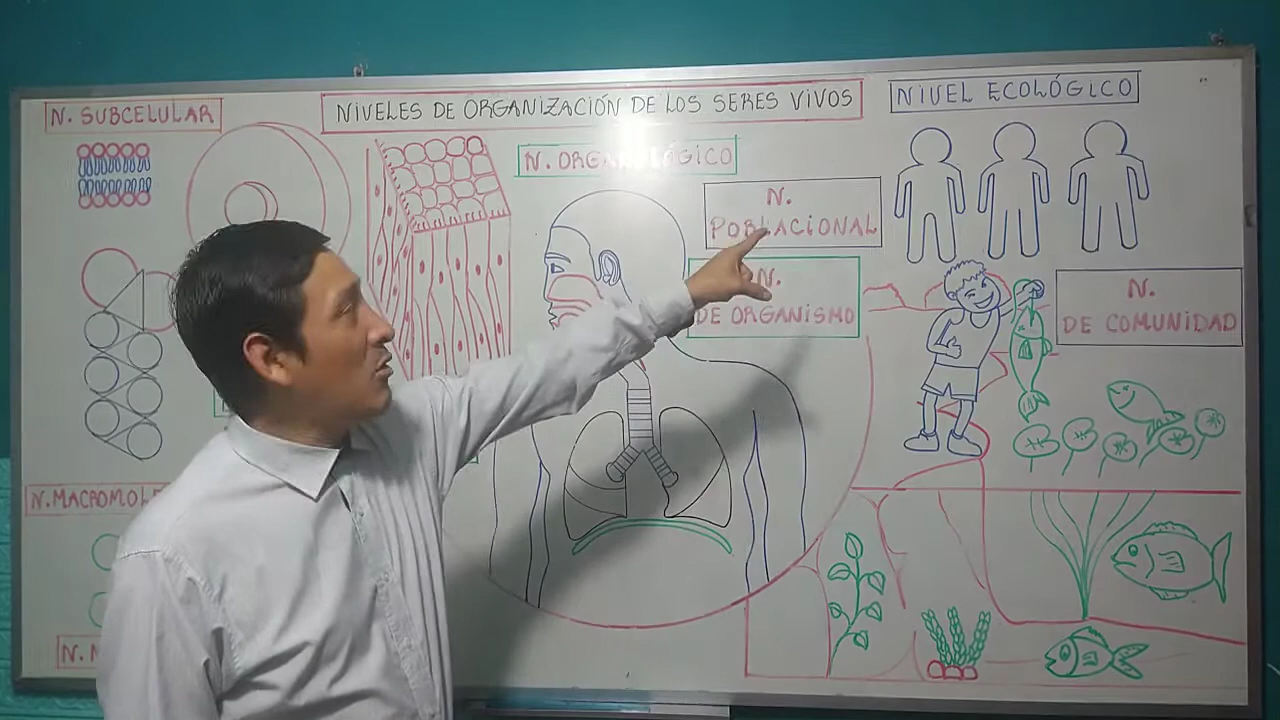 N. SUBCELULAR
NIVELES DE ORGANIZACIÓN DE LOS SERES VIVOS
NIVEL ECOLÓGICO
N.
POBLACIONAL
N.
DE ORGANISMO
N.
DE COMUNIDAD